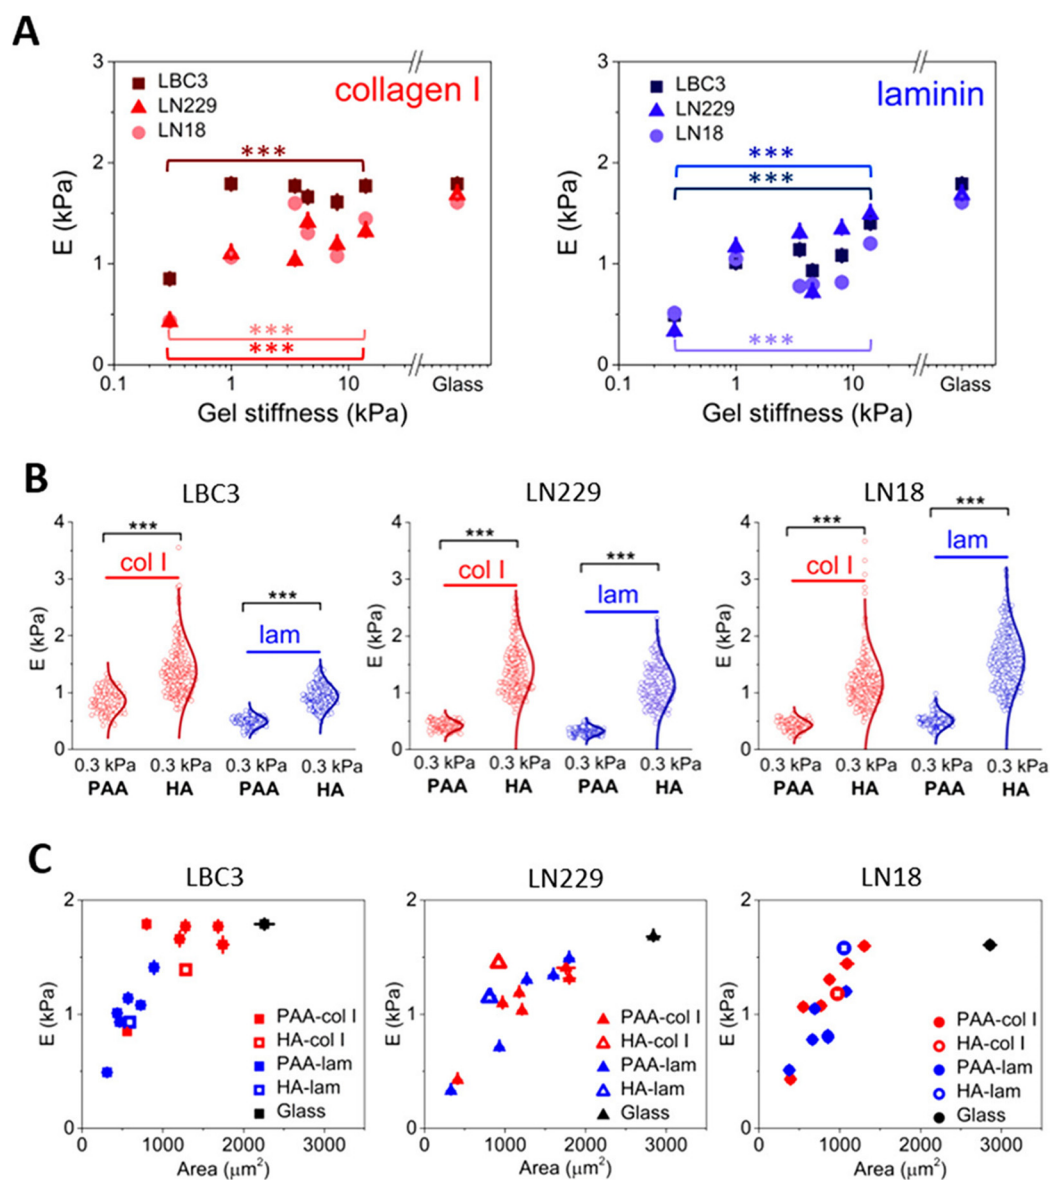 A
3
2
1
0
E (kPa)
LBC3
LN229
LN18
collagen I
***
***
***
0.1
1
10
Glass
Gel stiffness (kPa)
3
2
1
0
E (kPa)
LBC3
LN229
LN18
laminin
***
***
***
0.1
1
10
Glass
Gel stiffness (kPa)
B
LBC3
4
3
2
1
0
E (kPa)
***
col I
***
lam
0.3 kPa 0.3 kPa 0.3 kPa 0.3 kPa
PAA HA PAA HA
LN229
4
3
2
1
0
E (kPa)
***
col I
***
lam
0.3 kPa 0.3 kPa 0.3 kPa 0.3 kPa
PAA HA PAA HA
LN18
4
3
2
1
0
E (kPa)
***
col I
***
lam
0.3 kPa 0.3 kPa 0.3 kPa 0.3 kPa
PAA HA PAA HA
C
LBC3
2
1
0
E (kPa)
PAA-col I
HA-col I
PAA-lam
HA-lam
Glass
0 1000 2000 3000
Area (μm²)
LN229
2
1
0
E (kPa)
PAA-col I
HA-col I
PAA-lam
HA-lam
Glass
0 1000 2000 3000
Area (μm²)
LN18
2
1
0
E (kPa)
PAA-col I
HA-col I
PAA-lam
HA-lam
Glass
0 1000 2000 3000
Area (μm²)